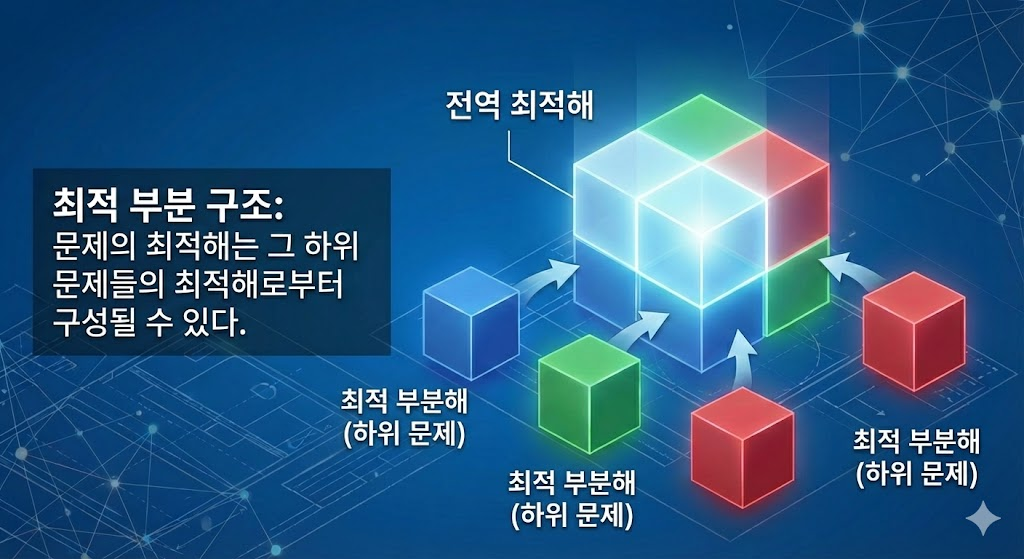 전역 최적해
최적 부분 구조:
문제의 최적해는 그 하위
문제들의 최적해로부터
구성될 수 있다.
최적 부분해
(하위 문제)
최적 부분해
(하위 문제)
최적 부분해
(하위 문제)